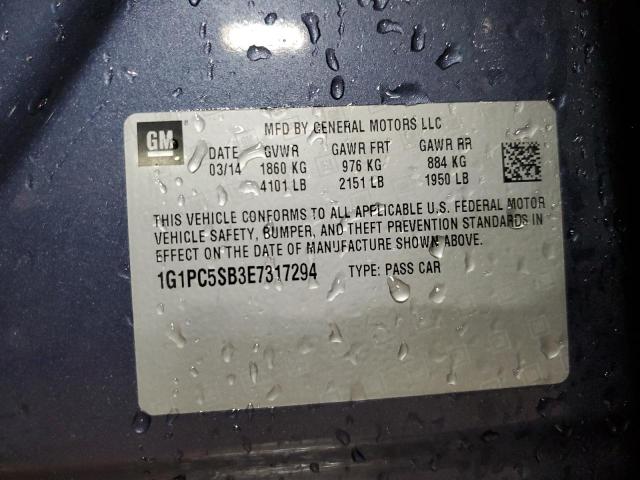 GM
MFD BY GENERAL MOTORS LLC
DATE GVWR GAWR FRT GAWR RR
03/14 1860 KG 976 KG 884 KG
4101 LB 2151 LB 1950 LB
THIS VEHICLE CONFORMS TO ALL APPLICABLE U.S. FEDERAL MOTOR
VEHICLE SAFETY, BUMPER, AND THEFT PREVENTION STANDARDS IN
EFFECT ON THE DATE OF MANUFACTURE SHOWN ABOVE.
1G1PC5SB3E7317294 TYPE: PASS CAR